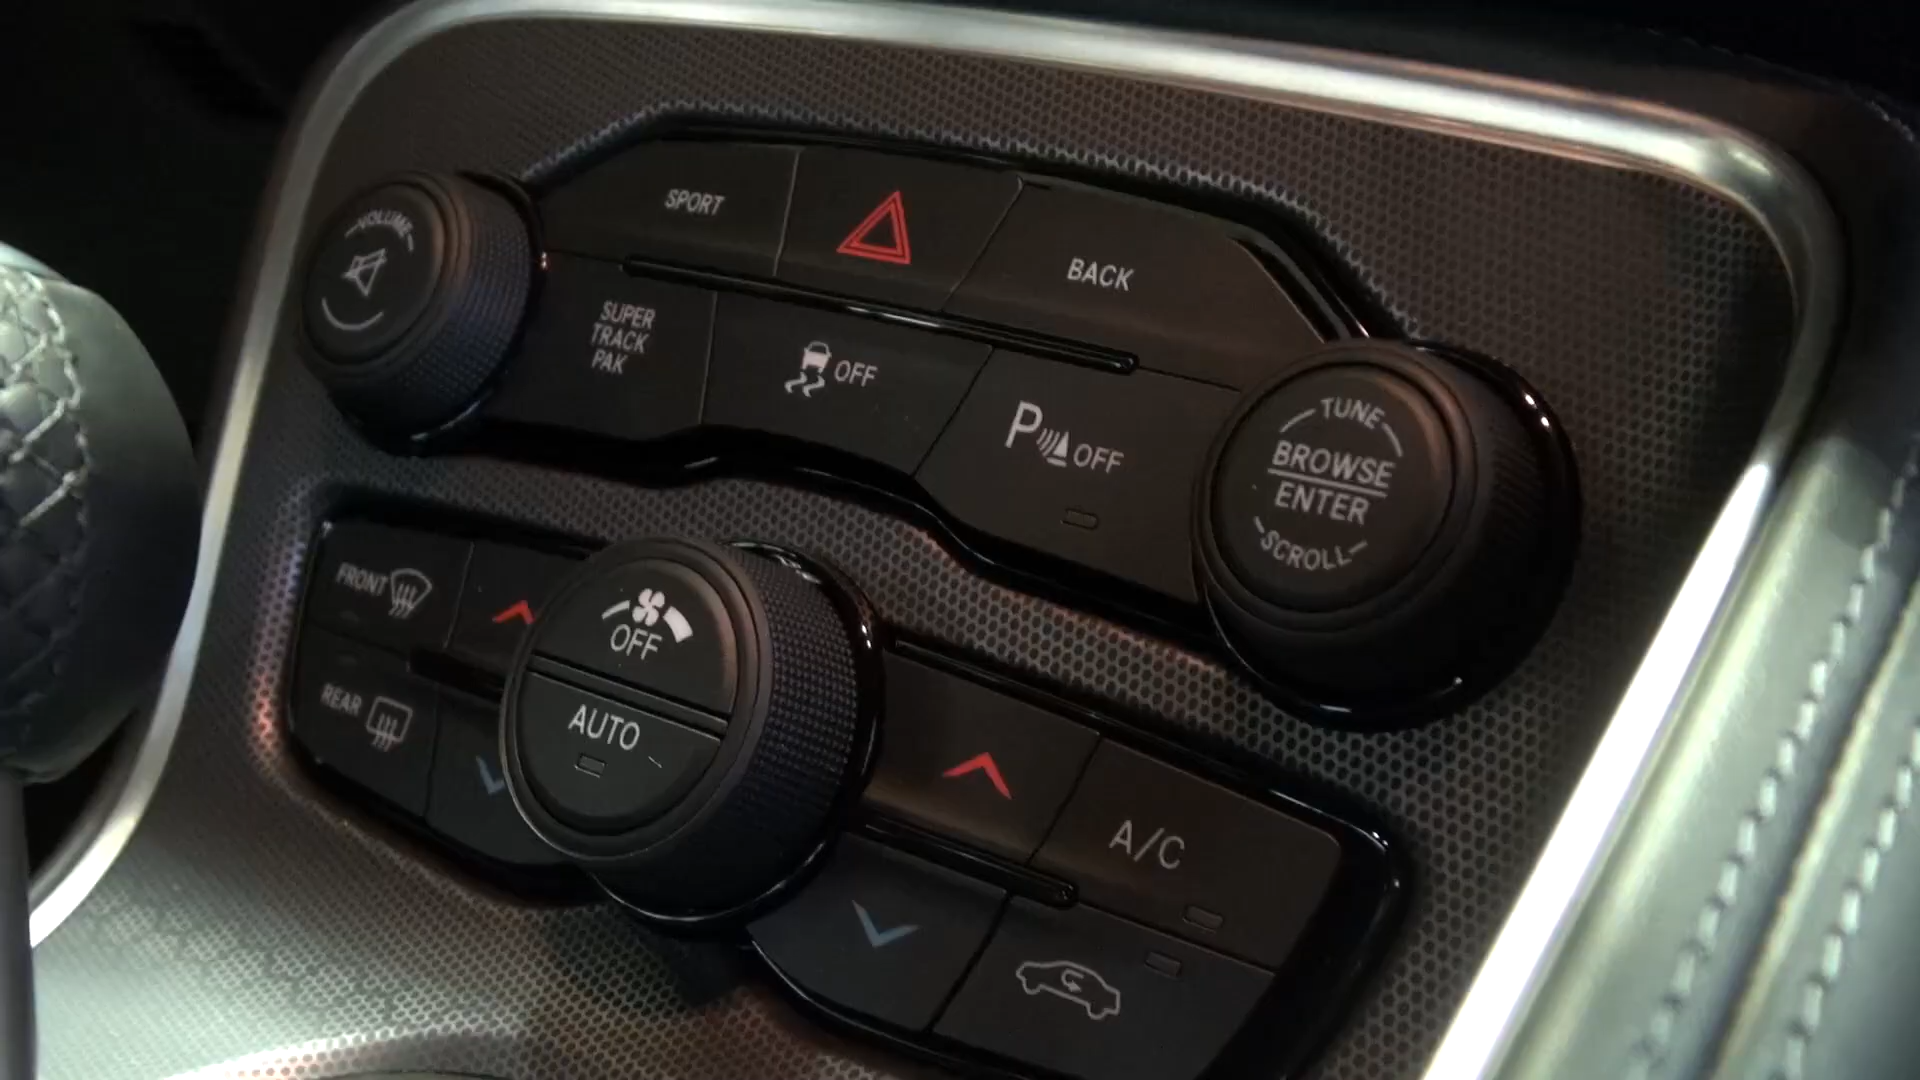 VOLUME
SPORT
BACK
SUPER
TRACK
PAK
OFF
P OFF
TUNE
BROWSE
ENTER
SCROLL
FRONT
OFF
REAR
AUTO
A/C